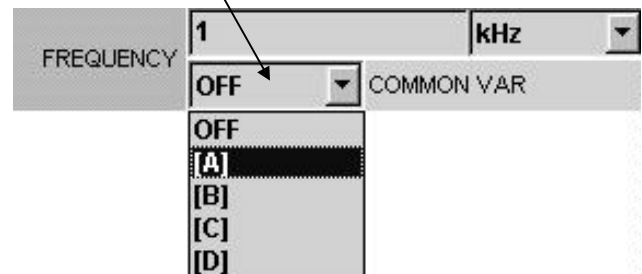 1 kHz
FREQUENCY
OFF COMMON VAR
OFF
[A]
[B]
[C]
[D]